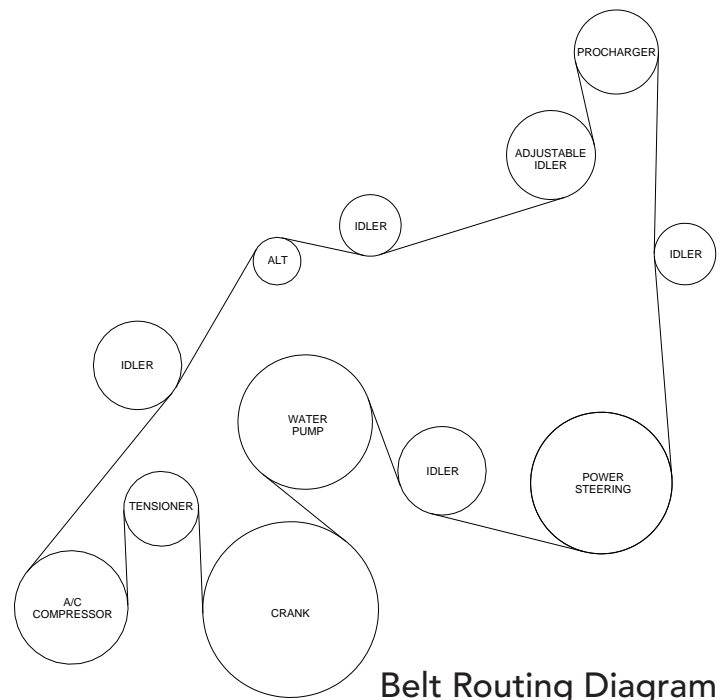 PROCHARGER
ADJUSTABLE
IDLER
IDLER
ALT
IDLER
IDLER
WATER
PUMP
IDLER
POWER
STEERING
TENSIONER
A/C
COMPRESSOR
CRANK
Belt Routing Diagram